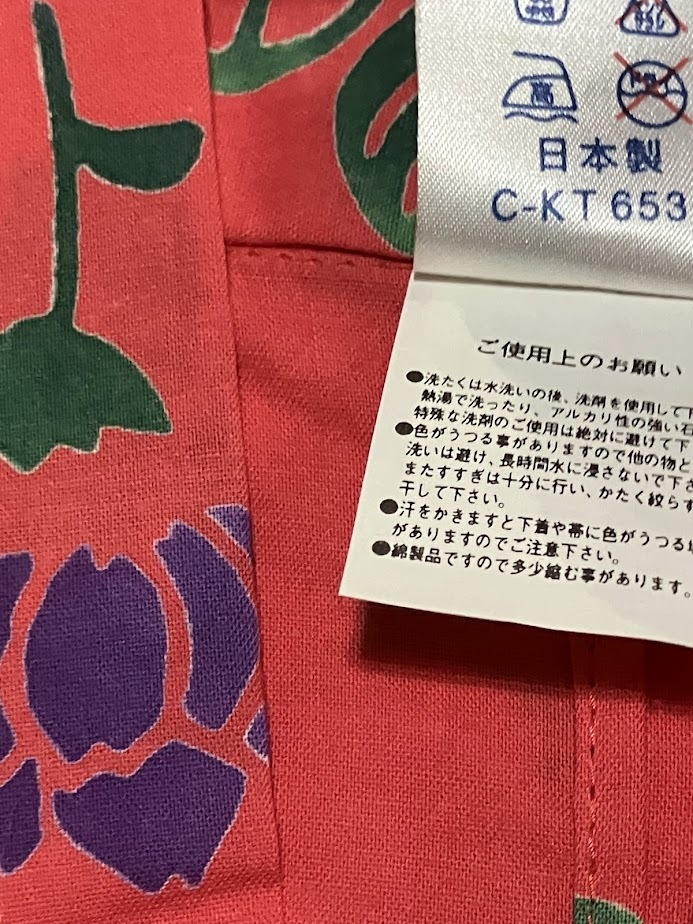 高
日本製
C-KT653
ご使用上のお願い
●洗たくは水洗いの後、洗剤を使用して下
熱湯で洗ったり、アルカリ性の強い石
特殊な洗剤のご使用は絶対に避けて下
●色がうつる事がありますので他の物と
洗いは避け、長時間水に浸さないで下さ
またすすぎは十分に行い、かたく絞らず
干して下さい。
●汗をかきますと下着や帯に色がうつる場
がありますのでご注意下さい。
●綿製品ですので多少縮む事があります。